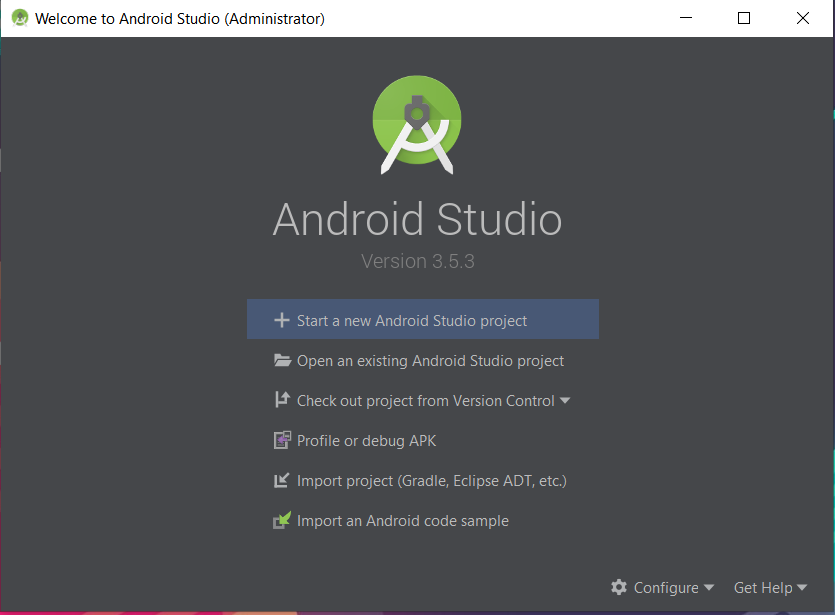 Welcome to Android Studio (Administrator)
Android Studio
Version 3.5.3
Start a new Android Studio project
Open an existing Android Studio project
Check out project from Version Control
Profile or debug APK
Import project (Gradle, Eclipse ADT, etc.)
Import an Android code sample
Configure Get Help